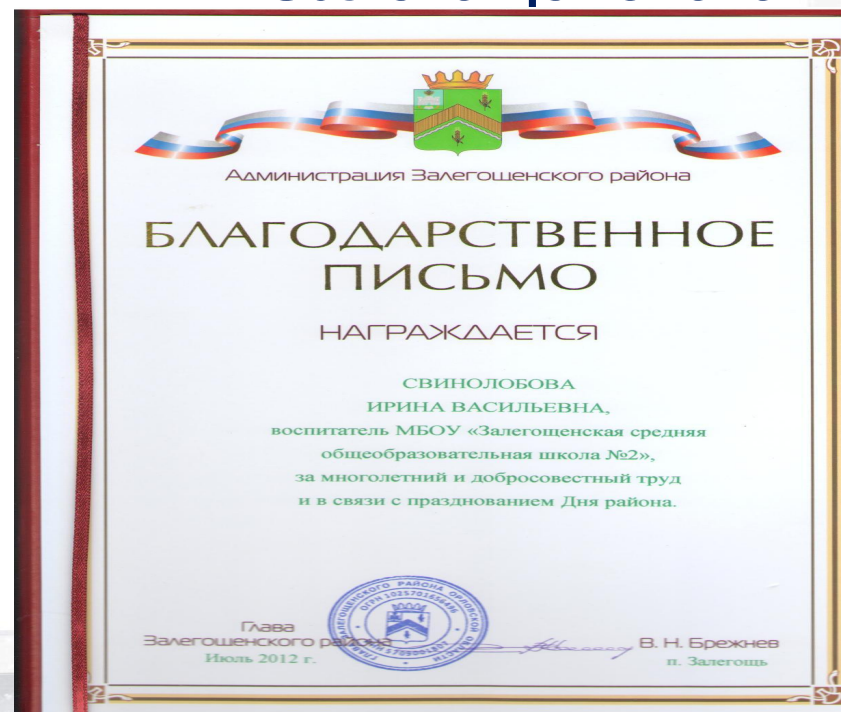 Администрация Залегощенского района
БЛАГОДАРСТВЕННОЕ
ПИСЬМО
НАГРАЖДАЕТСЯ
СВИНОЛОБОВА
ИРИНА ВАСИЛЬЕВНА,
воспитатель МБОУ «Залегощенская средняя
общеобразовательная школа №2»,
за многолетний и добросовестный труд
и в связи с празднованием Дня района.
Глава
Залегощенского района
Июль 2012 г.
В. Н. Брежнев
п. Залегощь